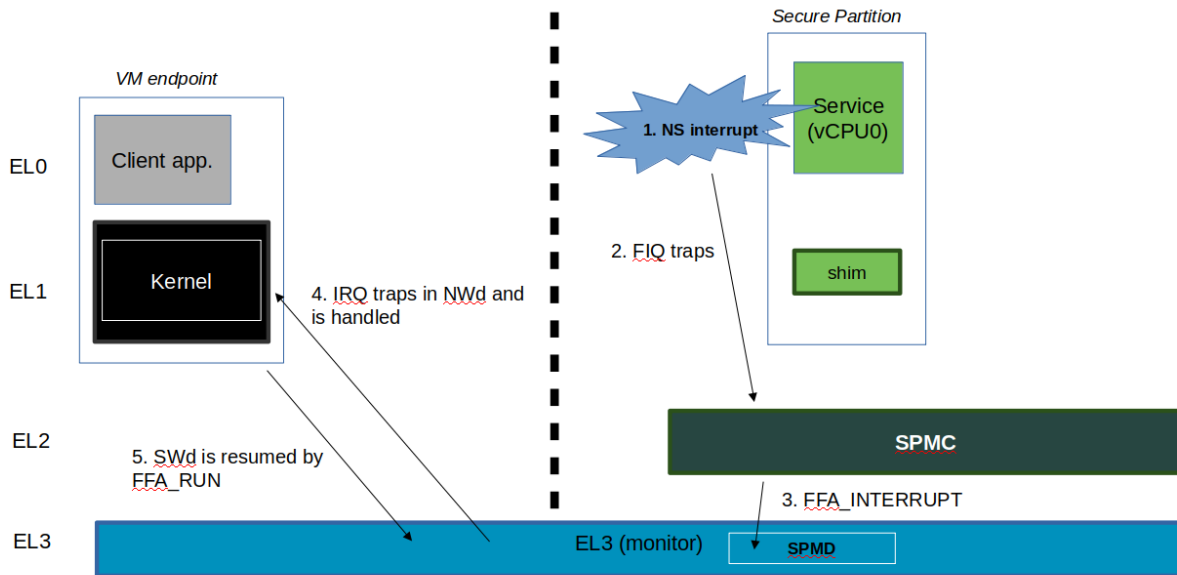 Secure Partition
VM endpoint
Service
(vCPU0)
1. NS interrupt
Client app.
EL0
2. FIQ traps
shim
Kernel
EL1
4. IRQ traps in NWd and
is handled
EL2
SPMC
5. SWd is resumed by
FFA_RUN
3. FFA_INTERRUPT
EL3
EL3 (monitor)
SPMD